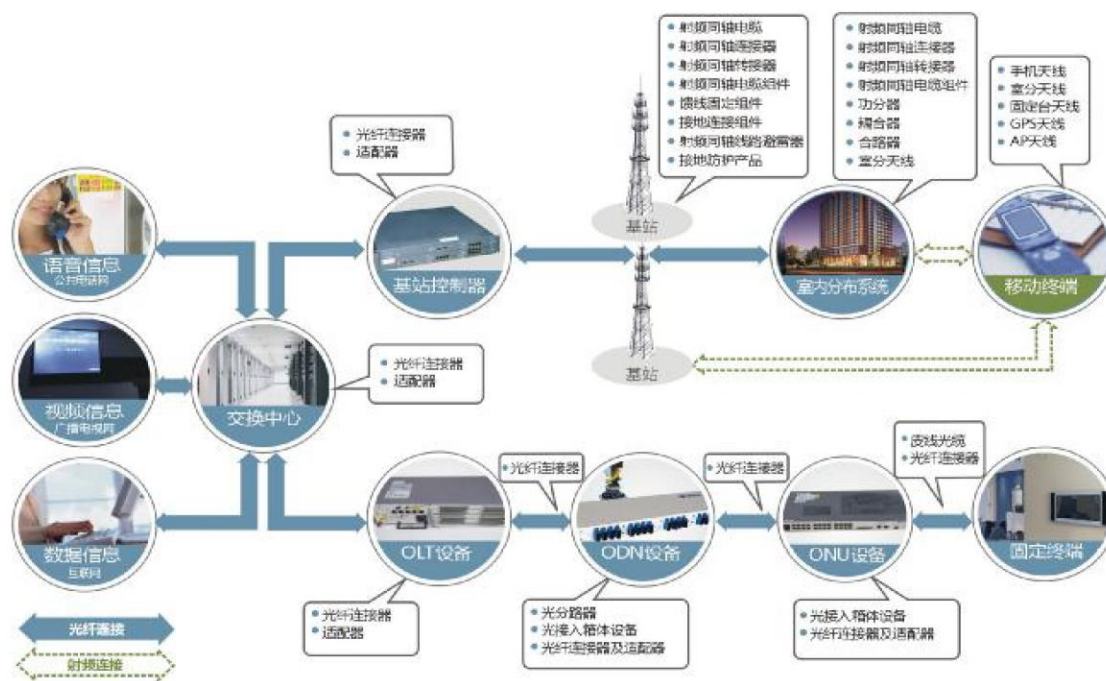 射频同轴电缆
射频同轴连接器
射频同轴转接器
射频同轴电缆组件
馈线固定组件
接地连接组件
射频同轴线路避雷器
接地防护产品
射频同轴电缆
射频同轴连接器
射频同轴转接器
射频同轴电缆组件
功分器
耦合器
合路器
室分天线
手机天线
室分天线
固定台天线
GPS天线
AP天线
光纤连接器
适配器
语音信息
公共电话网
基站控制器
基站
室内分布系统
移动终端
基站
光纤连接器
适配器
视频信息
广播电视网
交换中心
光纤连接器
光纤连接器
皮线光缆
光纤连接器
数据信息
互联网
OLT设备
ODN设备
ONU设备
固定终端
光纤连接器
适配器
光分路器
光接入箱体设备
光纤连接器及适配器
光接入箱体设备
光纤连接器及适配器
光纤连接
射频连接